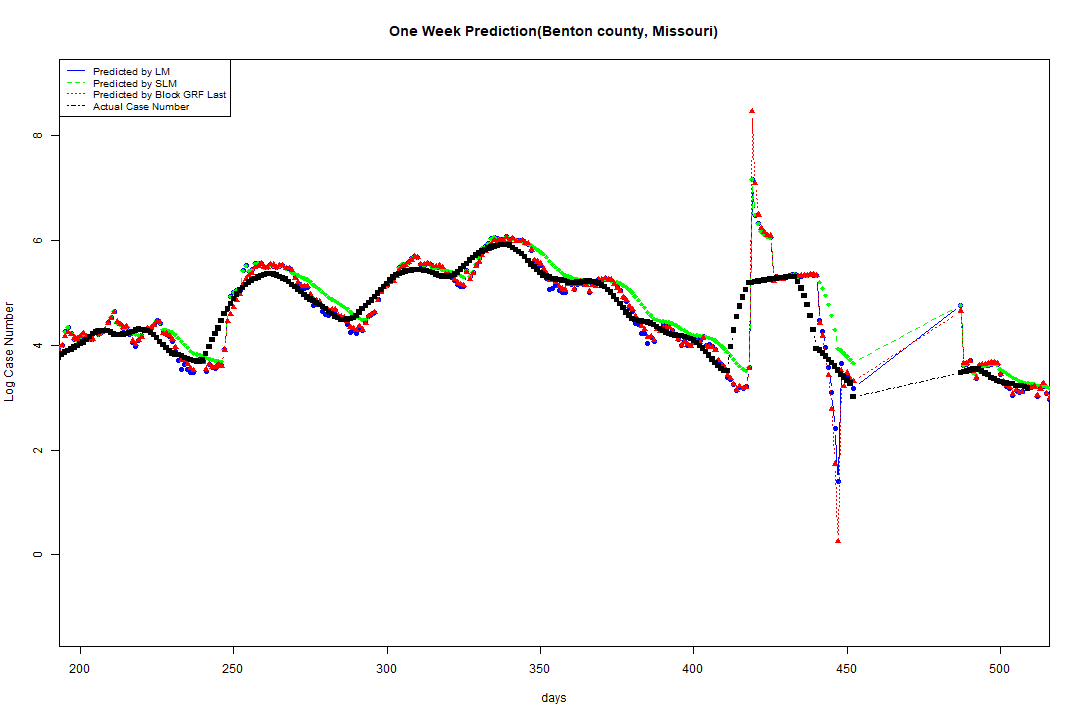 One Week Prediction(Benton county, Missouri)
Predicted by LM
Predicted by SLM
Predicted by Block GRF Last
Actual Case Number
Log Case Number
8
6
4
2
0
200 250 300 350 400 450 500
days